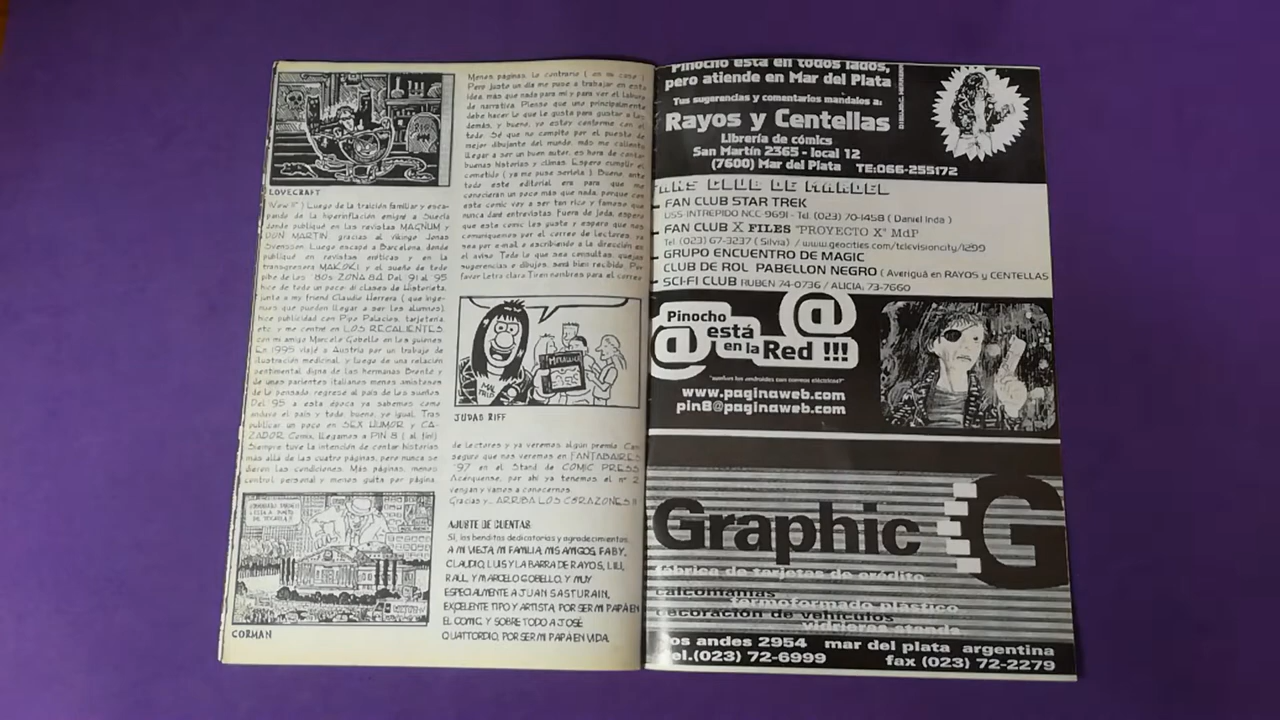 LOVECRAFT
"Wow !!" ) Luego de la traición familiar y esca-
pando de la hiperinflación emigré a Suecia
donde publiqué en las revistas MAGNUM y
DON MARTIN, gracias al vikingo Jonas
Svensson. Luego escapé a Barcelona, donde
publiqué en revistas eróticas y en la
transgresora MAKOKI y el sueño de todo
pibe de los '80s ZONA 84. Del 91 al 95
hice de todo un poco: di clases de Historieta,
junto a my friend Claudio Herrera ( que inge-
nuos que pueden llegar a ser los alumnos),
hice publicidad con Pipo Palacios, tarjetería,
etc. y me centré en LOS RECALIENTES,
con mi amigo Marcelo Gobello en los guiones.
En 1995 viajé a Austria por un trabajo de
ilustración medicinal, y luego de una relación
sentimental digna de las hermanas Brontë y
de unos parientes italianos menos amistosos
de lo pensado, regresé al país de los sueños.
Del '95 a esta época ya sabemos como
anduvo el país y todo, bueno, yo igual. Tras
publicar un poco en SEX HUMOR y CA-
ZADOR Comix, llegamos a PIN 8 ( al fin!)
Siempre tuve la intención de contar historias
más allá de las cuatro páginas, pero nunca se
dieron las condiciones. Más páginas, menos
control personal y menos guita por página.
CORMAN
Menos páginas, lo contrario ( en mi caso ).
Pero justo un día me puse a trabajar en esta
idea, más que nada para mí y para ver el laburo
de narrativa. Pienso que uno principalmente
debe hacer lo que le gusta para gustar a los
demás, y bueno, yo estoy conforme con el
todo. Sé que no compito por el puesto de
mejor dibujante del mundo, más me calienta
llegar a ser un buen autor, es hora de contar
buenas historias y climas. Espero cumplir el
cometido ( ya me puse serio!a ). Bueno, ante
todo este editorial era para que me
conocieran un poco más que nada, porque con
este comic voy a ser tan rico y famoso que
nunca daré entrevistas. Fuera de joda, espero
que este comic les guste y espero que nos
comuniquemos por el correo de lectores, ya
sea por e-mail o escribiendo a la dirección en
el aviso. Todo lo que sea consultas, quejas,
sugerencias o dibujos, será bien recibido. Por
favor Letra clara. Tiren nombres para el correo
METALLICA
JUDAS RIFF
de lectores y ya veremos algún premio. Casi
seguro que nos veremos en FANTABAIRES
'97 en el Stand de COMIC PRESS
Acérquense, por ahí ya tenemos el nº 2
vengan y vamos a conocernos.
Gracias y... ARRIBA LOS CORAZONES !!
AJUSTE DE CUENTAS
Sí, las benditas dedicatorias y agradecimientos.
A MI VIEJA, MI FAMILIA, MIS AMIGOS, FABY,
CLAUDIO, LUIS Y LA BARRA DE RAYOS, LILI,
RAUL Y MARCELO GOBELLO, Y MUY
ESPECIALMENTE A JUAN SASTURAIN,
EXCELENTE TIPO Y ARTISTA, POR SER MI PAPÁ EN
EL COMIC, Y SOBRE TODO A JOSÉ
QUATTORDIO, POR SER MI PAPÁ EN VIDA.
Pinocho está en todos lados,
pero atiende en Mar del Plata
Tus sugerencias y comentarios mandalos a:
Rayos y Centellas
Librería de cómics
San Martín 2365 - local 12
(7600) Mar del Plata TE:066-255172
FANS CLUB DE MARDEL
FAN CLUB STAR TREK
USS INTREPIDO NCC 9691 - Tel. (023) 70-1458 ( Daniel Inda )
FAN CLUB X FILES "PROYECTO X" MdP
Tel. (023) 67-3237 ( Silvia) / www.geocities.com/televisioncity/1299
GRUPO ENCUENTRO DE MAGIC
CLUB DE ROL PABELLON NEGRO ( Averiguá en RAYOS y CENTELLAS
SCI-FI CLUB RUBEN 74-0736 / ALICIA: 73-7660
Pinocho
está
en la Red !!!
"sueñan los androides con tuercas eléctricas?"
www.paginaweb.com
pin8@paginaweb.com
Graphic G
fábrica de tarjetas de crédito
calcomanías
termoformado plástico
decoración de vehículos
vidrieras stands
los andes 2954 mar del plata argentina
tel.(023) 72-6999 fax (023) 72-2279